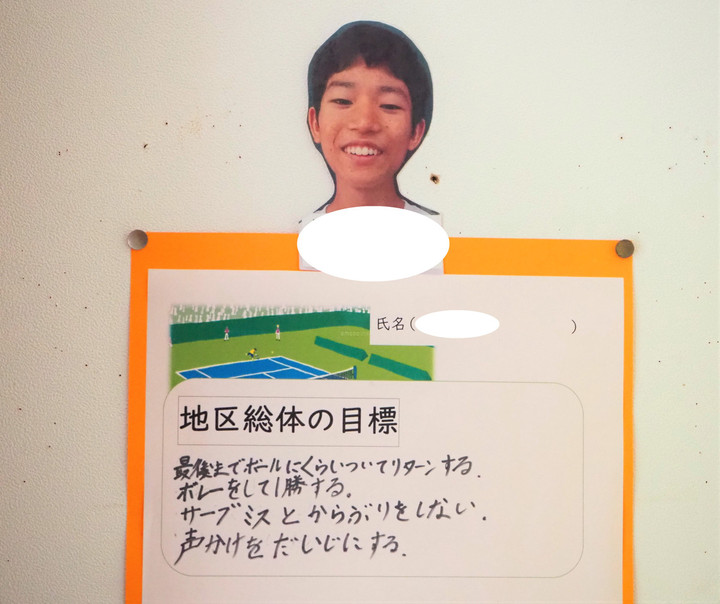 氏名( )
地区総体の目標
最後までボールにくらいついてリターンする.
ボレーをして1勝する。
サーブミスとからぶりをしない.
声かけをだいじにする.